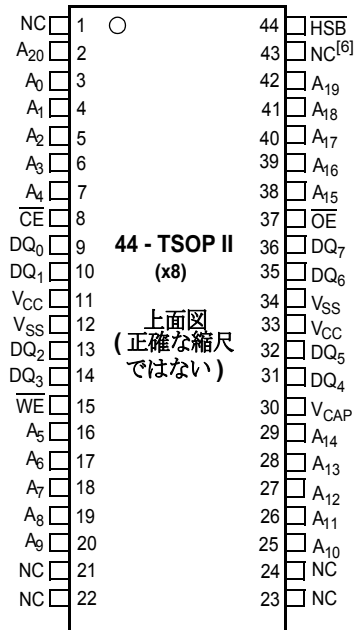 NC 1 44 HSB
A20 2 43 NC[6]
A0 3 42 A19
A1 4 41 A18
A2 5 40 A17
A3 6 39 A16
A4 7 38 A15
CE 8 37 OE
DQ0 9 44 - TSOP II 36 DQ7
DQ1 10 (x8) 35 DQ6
VCC 11 34 VSS
VSS 12 上面図 33 VCC
DQ2 13 ( 正確な縮尺 32 DQ5
DQ3 14 ではない ) 31 DQ4
WE 15 30 VCAP
A5 16 29 A14
A6 17 28 A13
A7 18 27 A12
A8 19 26 A11
A9 20 25 A10
NC 21 24 NC
NC 22 23 NC